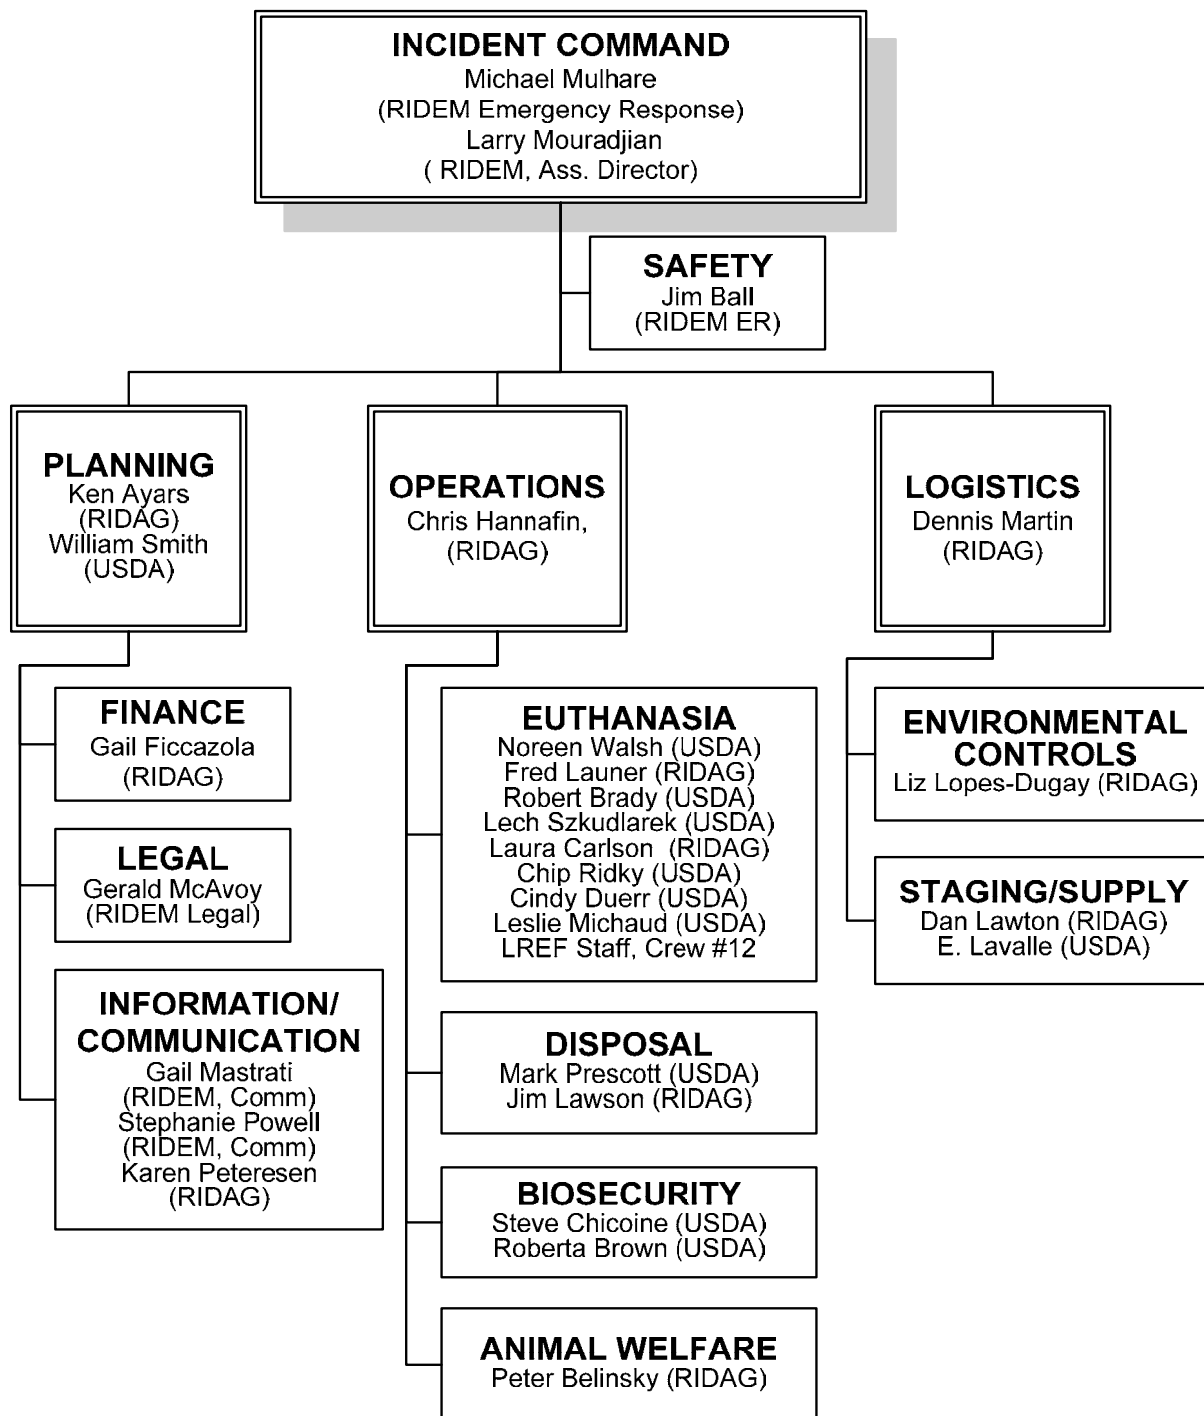 INCIDENT COMMAND
Michael Mulhare
(RIDEM Emergency Response)
Larry Mouradjian
( RIDEM, Ass. Director)
SAFETY
Jim Ball
(RIDEM ER)
PLANNING
Ken Ayars
(RIDAG)
William Smith
(USDA)
OPERATIONS
Chris Hannafin,
(RIDAG)
LOGISTICS
Dennis Martin
(RIDAG)
FINANCE
Gail Ficcazola
(RIDAG)
LEGAL
Gerald McAvoy
(RIDEM Legal)
INFORMATION/
COMMUNICATION
Gail Mastrati
(RIDEM, Comm)
Stephanie Powell
(RIDEM, Comm)
Karen Peteresen
(RIDAG)
EUTHANASIA
Noreen Walsh (USDA)
Fred Launer (RIDAG)
Robert Brady (USDA)
Lech Szkudlarek (USDA)
Laura Carlson  (RIDAG)
Chip Ridky (USDA)
Cindy Duerr (USDA)
Leslie Michaud (USDA)
LREF Staff, Crew #12
DISPOSAL
Mark Prescott (USDA)
Jim Lawson (RIDAG)
BIOSECURITY
Steve Chicoine (USDA)
Roberta Brown (USDA)
ANIMAL WELFARE
Peter Belinsky (RIDAG)
ENVIRONMENTAL
CONTROLS
Liz Lopes-Dugay (RIDAG)
STAGING/SUPPLY
Dan Lawton (RIDAG)
E. Lavalle (USDA)